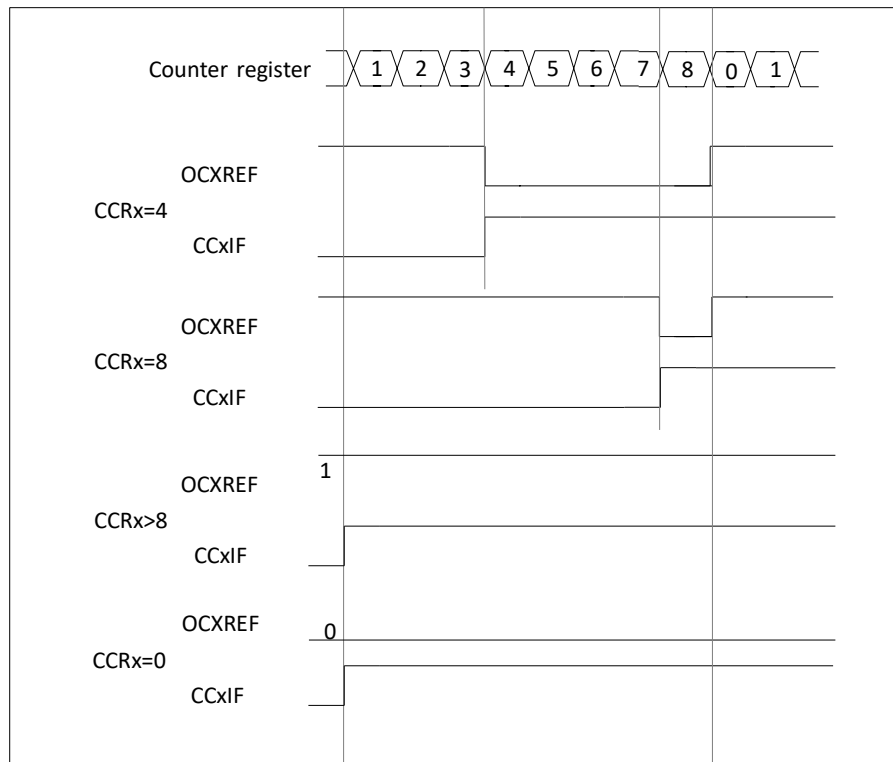 Counter register 1 2 3 4 5 6 7 8 0 1
OCXREF
CCRx=4
CCxIF
OCXREF
CCRx=8
CCxIF
1
OCXREF
CCRx>8
CCxIF
OCXREF 0
CCRx=0
CCxIF